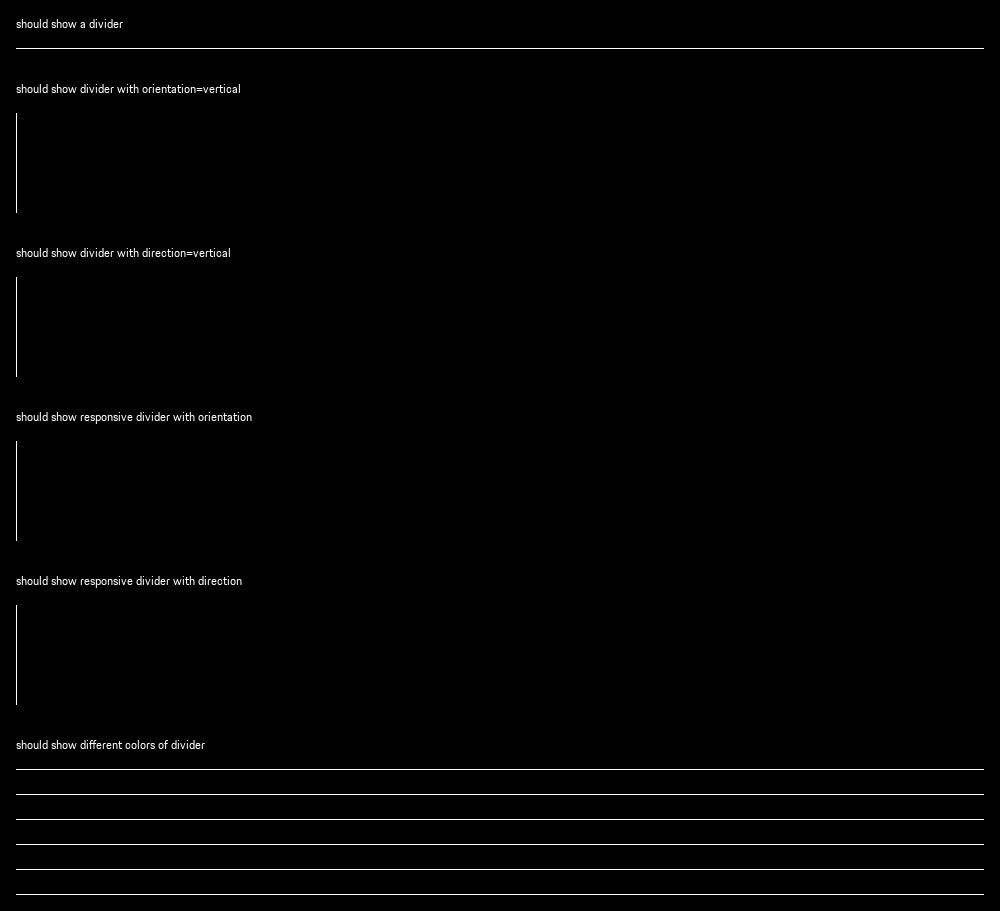 should show a divider
should show divider with orientation=vertical
should show divider with direction=vertical
should show responsive divider with orientation
should show responsive divider with direction
should show different colors of divider